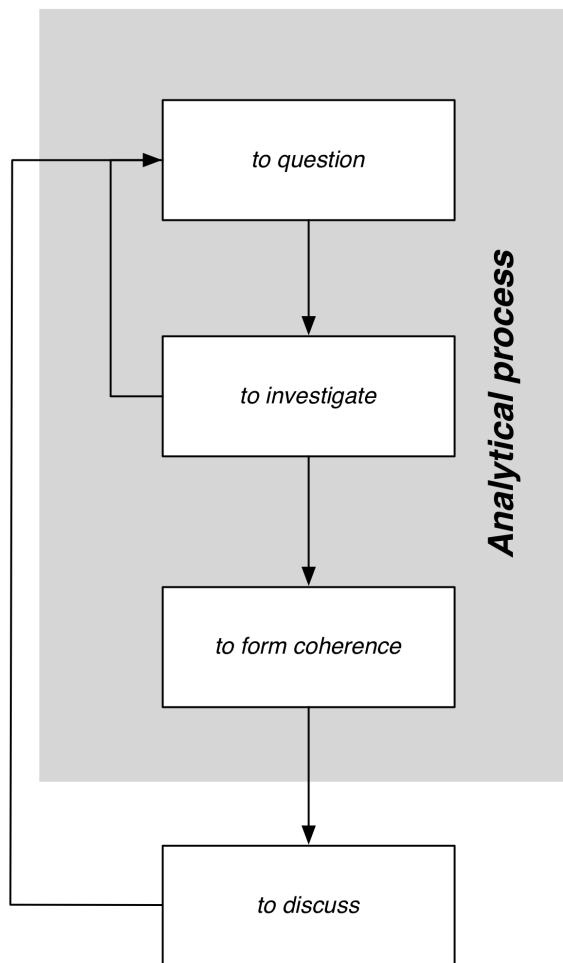 to question
to investigate
Analytical process
to form coherence
to discuss